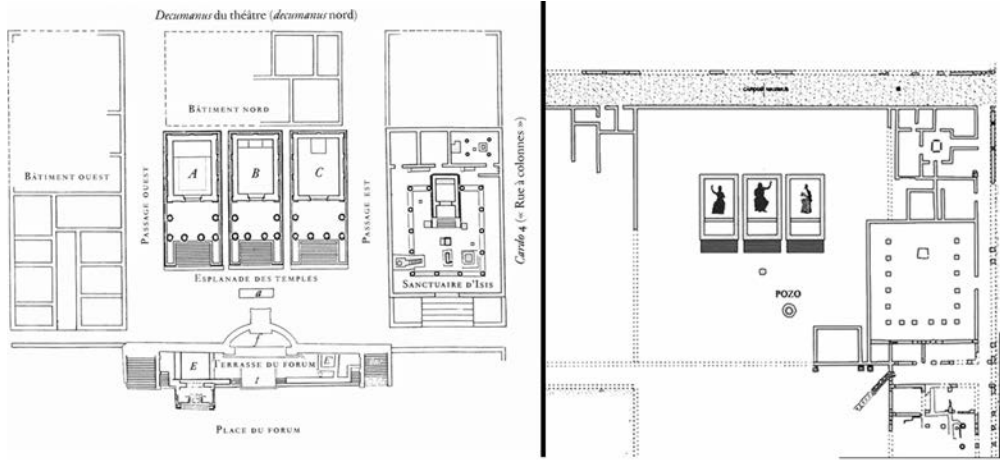 Decumanus du théâtre (decumanus nord)
BÂTIMENT NORD
BÂTIMENT OUEST
PASSAGE OUEST
A
B
C
PASSAGE EST
Cardo 4 (« Rue à colonnes »)
ESPLANADE DES TEMPLES
SANCTUAIRE D'ISIS
a
f
E
TERRASSE DU FORUM
E'
t
PLACE DU FORUM
POZO